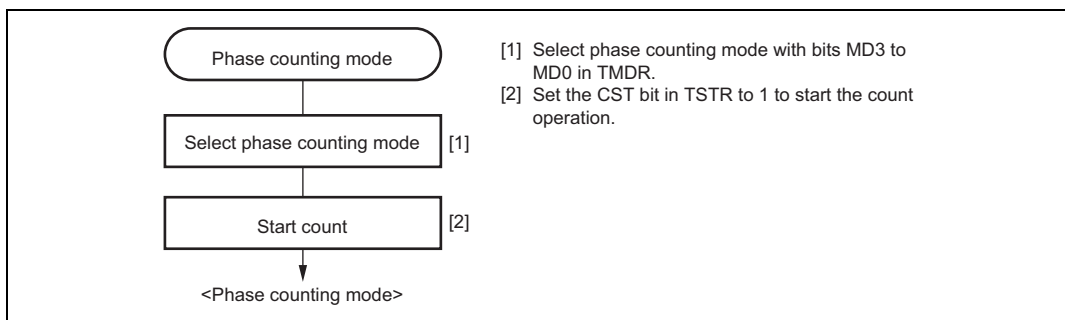 Phase counting mode
Select phase counting mode [1]
Start count [2]
<Phase counting mode>
[1] Select phase counting mode with bits MD3 to
MD0 in TMDR.
[2] Set the CST bit in TSTR to 1 to start the count
operation.